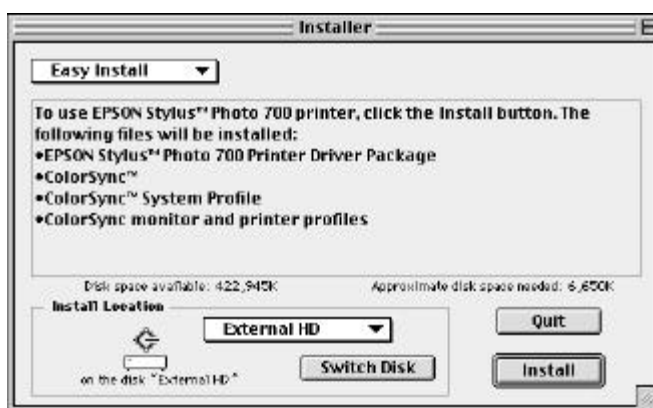 Installer
Easy Install
To use EPSON Stylus™ Photo 700 printer, click the Install button. The
following files will be installed:
•EPSON Stylus™ Photo 700 Printer Driver Package
•ColorSync™
•ColorSync™ System Profile
•ColorSync monitor and printer profiles
Disk space available: 422,945K Approximate disk space needed: 6,650K
Install Location
External HD
on the disk "External HD"
Switch Disk
Quit
Install